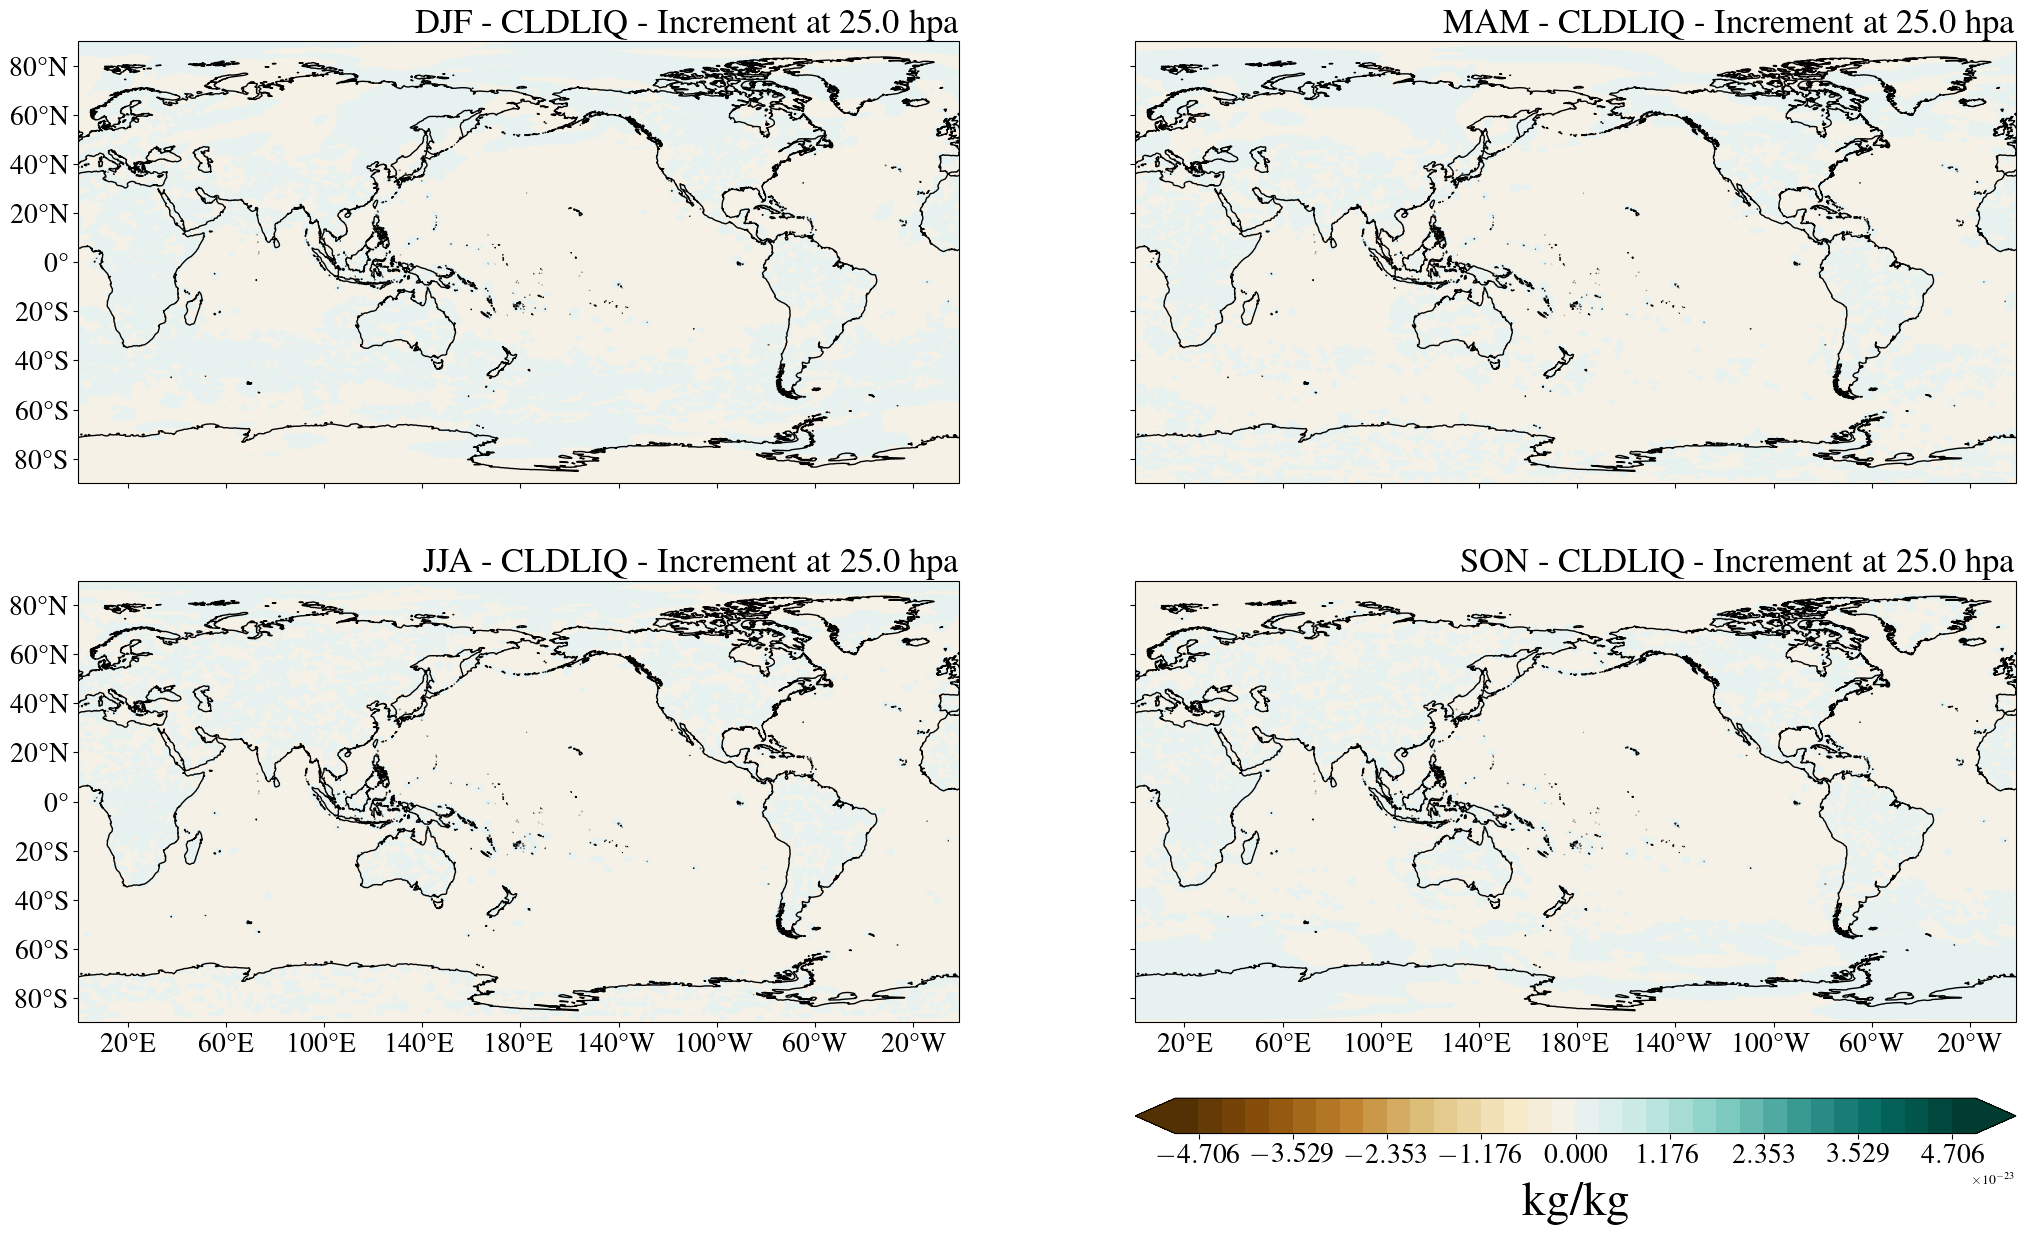 DJF - CLDLIQ - Increment at 25.0 hpa
MAM - CLDLIQ - Increment at 25.0 hpa
80°N
60°N
40°N
20°N
0°
20°S
40°S
60°S
80°S
JJA - CLDLIQ - Increment at 25.0 hpa
SON - CLDLIQ - Increment at 25.0 hpa
80°N
60°N
40°N
20°N
0°
20°S
40°S
60°S
80°S
20°E 60°E 100°E 140°E 180°E 140°W 100°W 60°W 20°W
20°E 60°E 100°E 140°E 180°E 140°W 100°W 60°W 20°W
−4.706 −3.529 −2.353 −1.176 0.000 1.176 2.353 3.529 4.706
×10⁻²³
kg/kg